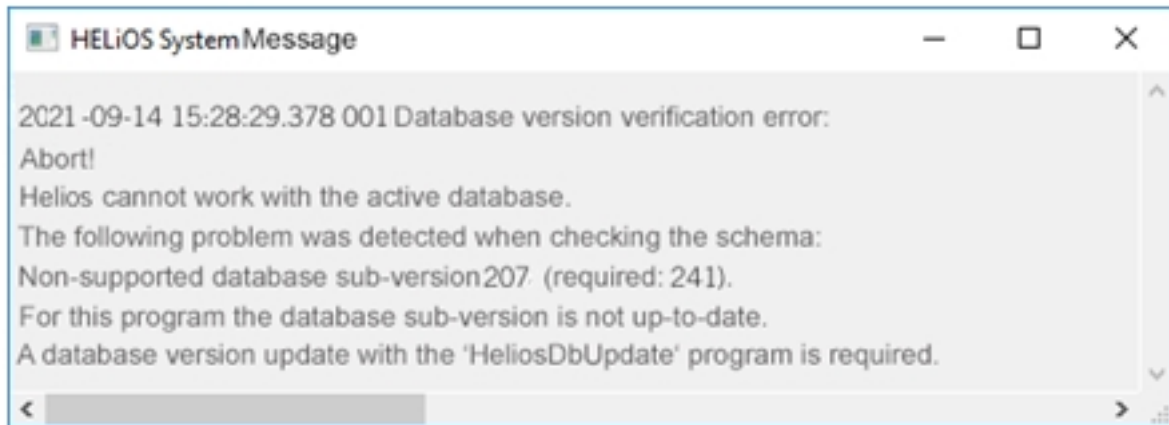 HELiOS System Message
2021-09-14 15:28:29.378 001 Database version verification error:
Abort!
Helios cannot work with the active database.
The following problem was detected when checking the schema:
Non-supported database sub-version 207 (required: 241).
For this program the database sub-version is not up-to-date.
A database version update with the ‘HeliosDbUpdate‘ program is required.